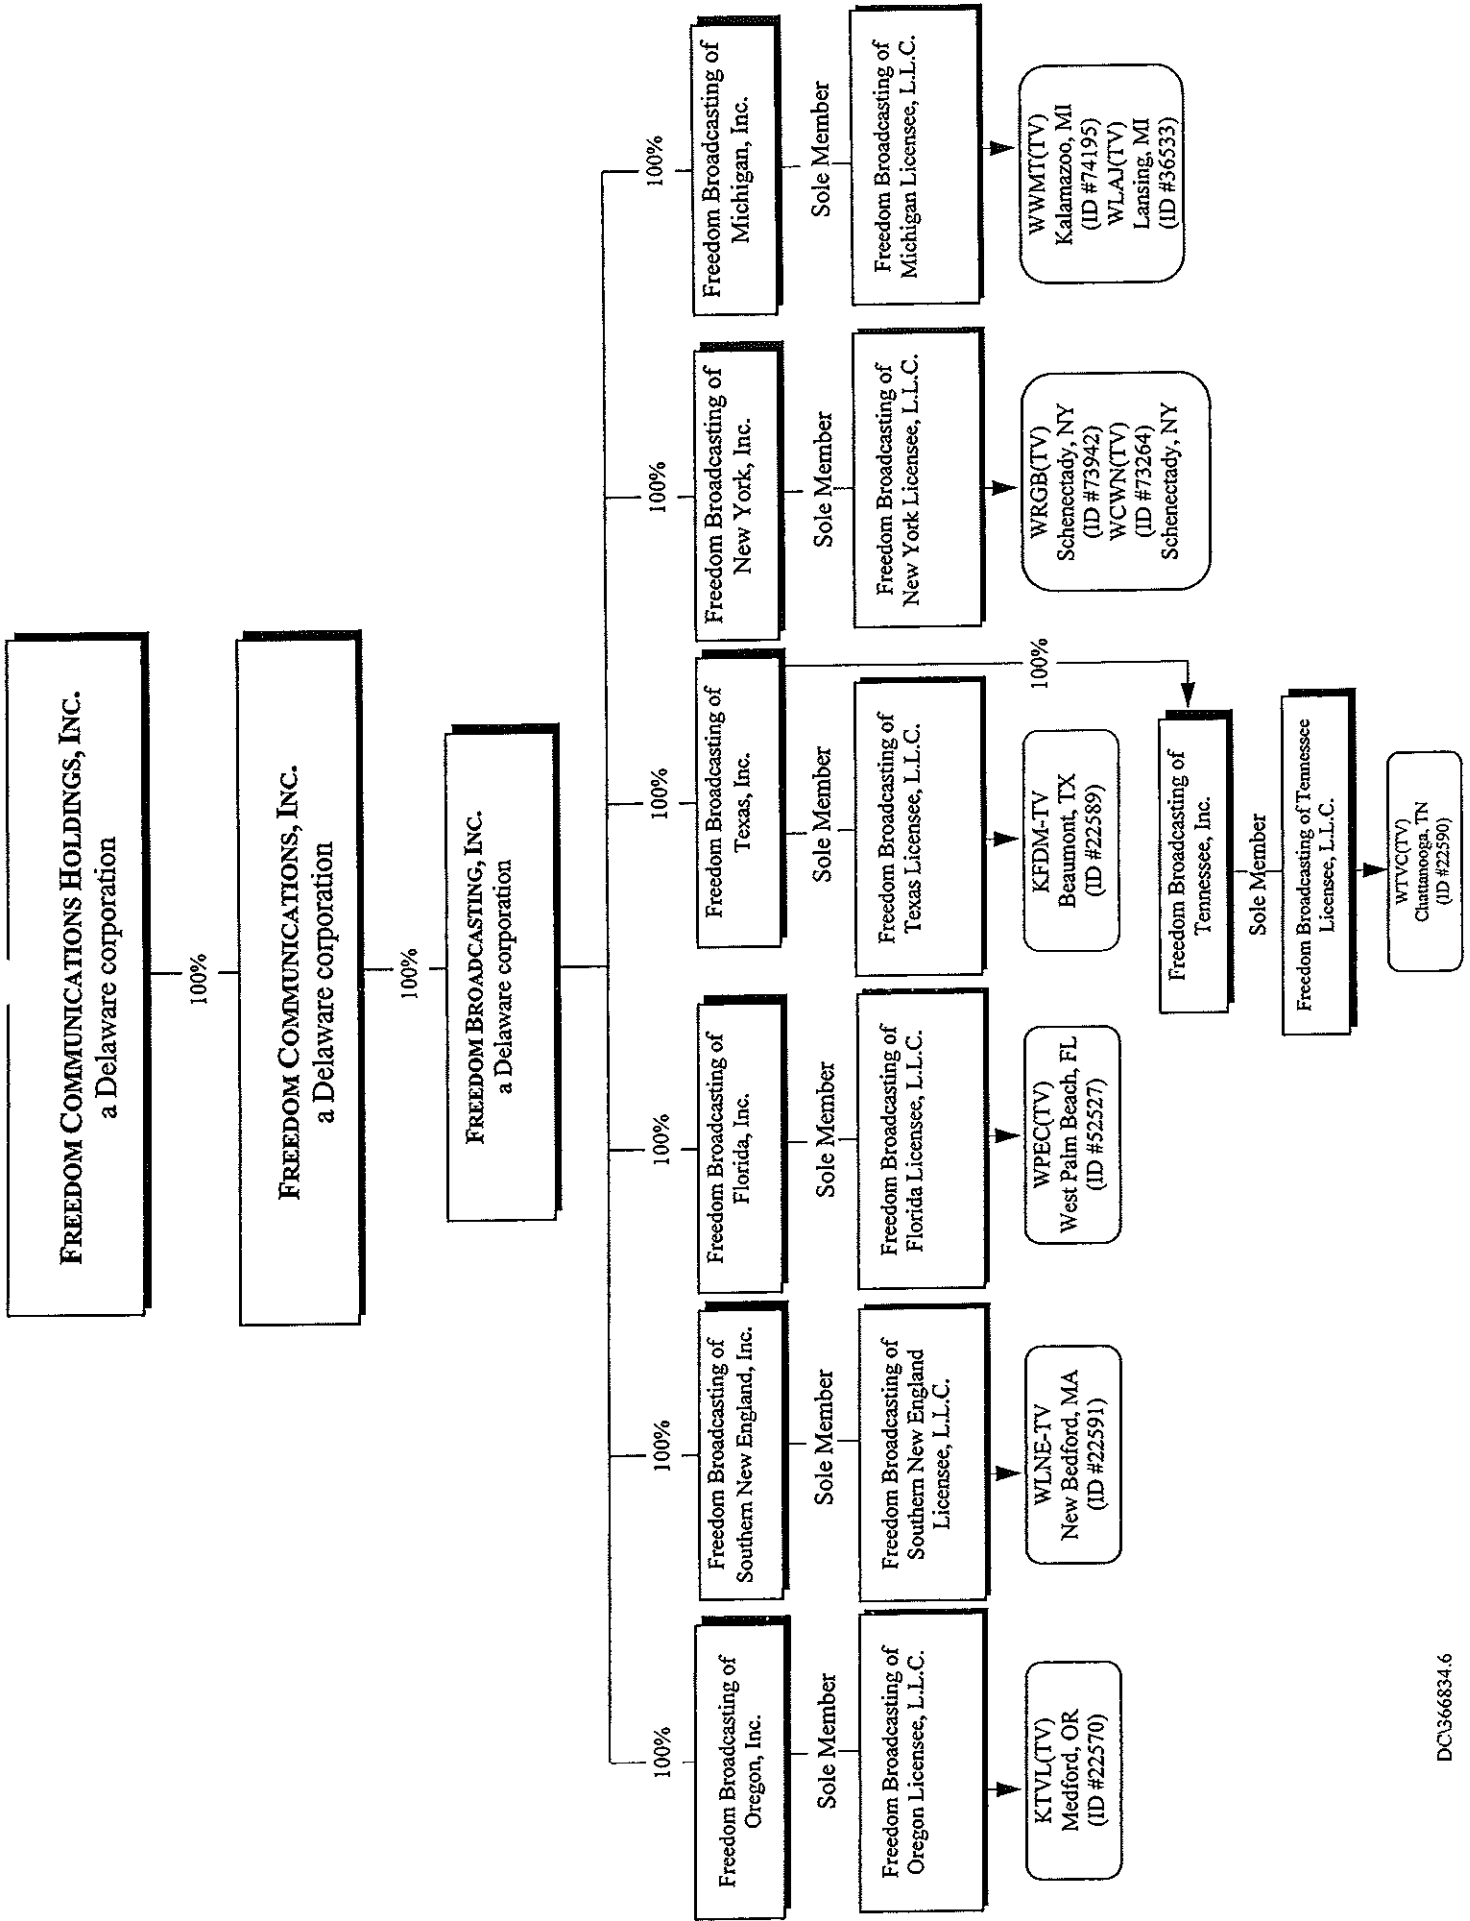 FREEDOM COMMUNICATIONS HOLDINGS, INC.
a Delaware corporation
100%
FREEDOM COMMUNICATIONS, INC.
a Delaware corporation
100%
FREEDOM BROADCASTING, INC.
a Delaware corporation
100%
100%
100%
100%
100%
100%
Freedom Broadcasting of
Oregon, Inc.
Freedom Broadcasting of
Southern New England, Inc.
Freedom Broadcasting of
Florida, Inc.
Freedom Broadcasting of
Texas, Inc.
Freedom Broadcasting of
New York, Inc.
Freedom Broadcasting of
Michigan, Inc.
Sole Member
Sole Member
Sole Member
Sole Member
Sole Member
Sole Member
Freedom Broadcasting of
Oregon Licensee, L.L.C.
Freedom Broadcasting of
Southern New England
Licensee, L.L.C.
Freedom Broadcasting of
Florida Licensee, L.L.C.
Freedom Broadcasting of
Texas Licensee, L.L.C.
Freedom Broadcasting of
New York Licensee, L.L.C.
Freedom Broadcasting of
Michigan Licensee, L.L.C.
KTVL(TV)
Medford, OR
(ID #22570)
WLNE-TV
New Bedford, MA
(ID #22591)
WPEC(TV)
West Palm Beach, FL
(ID #52527)
KFDM-TV
Beaumont, TX
(ID #22589)
100%
WRGB(TV)
Schenectady, NY
(ID #73942)
WCWN(TV)
(ID #73264)
Schenectady, NY
WWMT(TV)
Kalamazoo, MI
(ID #74195)
WLAJ(TV)
Lansing, MI
(ID #36533)
Freedom Broadcasting of
Tennessee, Inc.
Sole Member
Freedom Broadcasting of Tennessee
Licensee, L.L.C.
WTVC(TV)
Chattanooga, TN
(ID #22590)
DC\366834.6